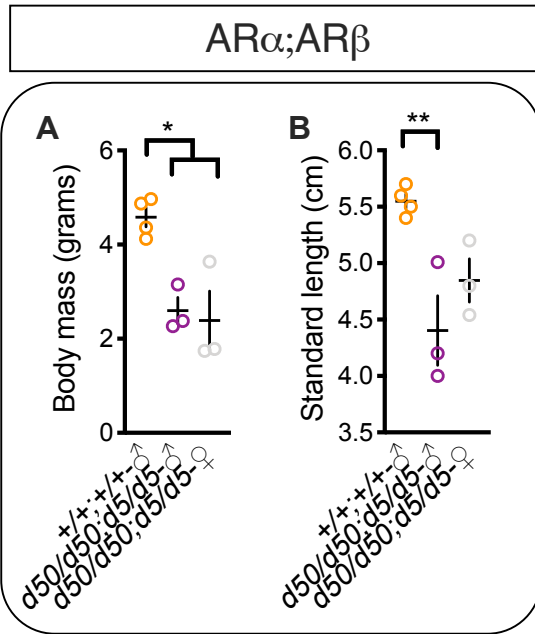 ARα;ARβ
A
B
*
**
Body mass (grams)
6
4
2
0
+/+;+/+-♂
d50/d50;d5/d5-♂
d50/d50;d5/d5-♀
Standard length (cm)
6.0
5.5
5.0
4.5
4.0
3.5
+/+;+/+-♂
d50/d50;d5/d5-♂
d50/d50;d5/d5-♀